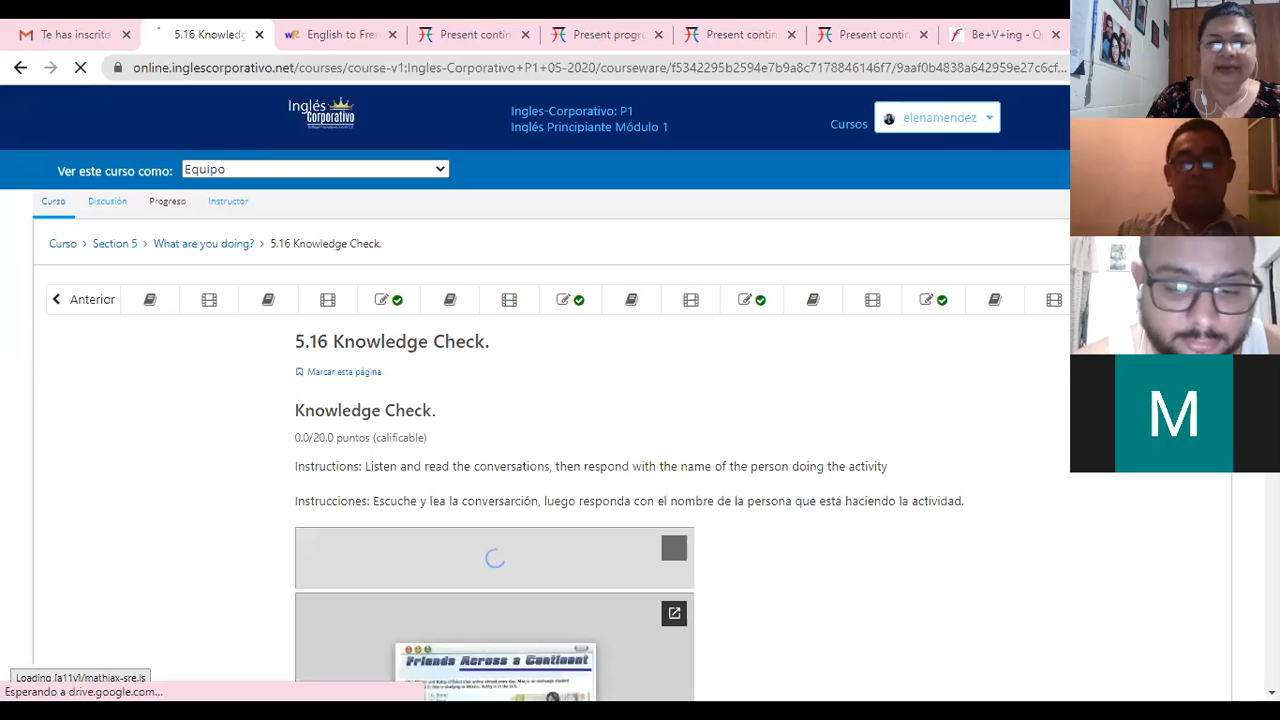 Te has inscrito
5.16 Knowledg
English to Fren
Present contin
Present progre
Present contin
Present contin
Be+V+ing - Q
online.inglescorporativo.net/courses/course-v1:Ingles-Corporativo+P1+05-2020/courseware/f5342295b2594e7b9a8c7178846146f7/9aaf0b4838a642959e27c6cf...
Inglés
Corporativo
Ingles-Corporativo: P1
Inglés Principiante Módulo 1
Cursos
elenamendez
Ver este curso como:
Equipo
Curso
Discusión
Progreso
Instructor
Curso > Section 5 > What are you doing? > 5.16 Knowledge Check.
Anterior
5.16 Knowledge Check.
Marcar esta página
Knowledge Check.
0.0/20.0 puntos (calificable)
Instructions: Listen and read the conversations, then respond with the name of the person doing the activity
Instrucciones: Escuche y lea la conversarción, luego responda con el nombre de la persona que está haciendo la actividad.
Friends Across a Continent
Loading [a11y]/mathjax-sre.js
Esperando a drive.google.com...
M